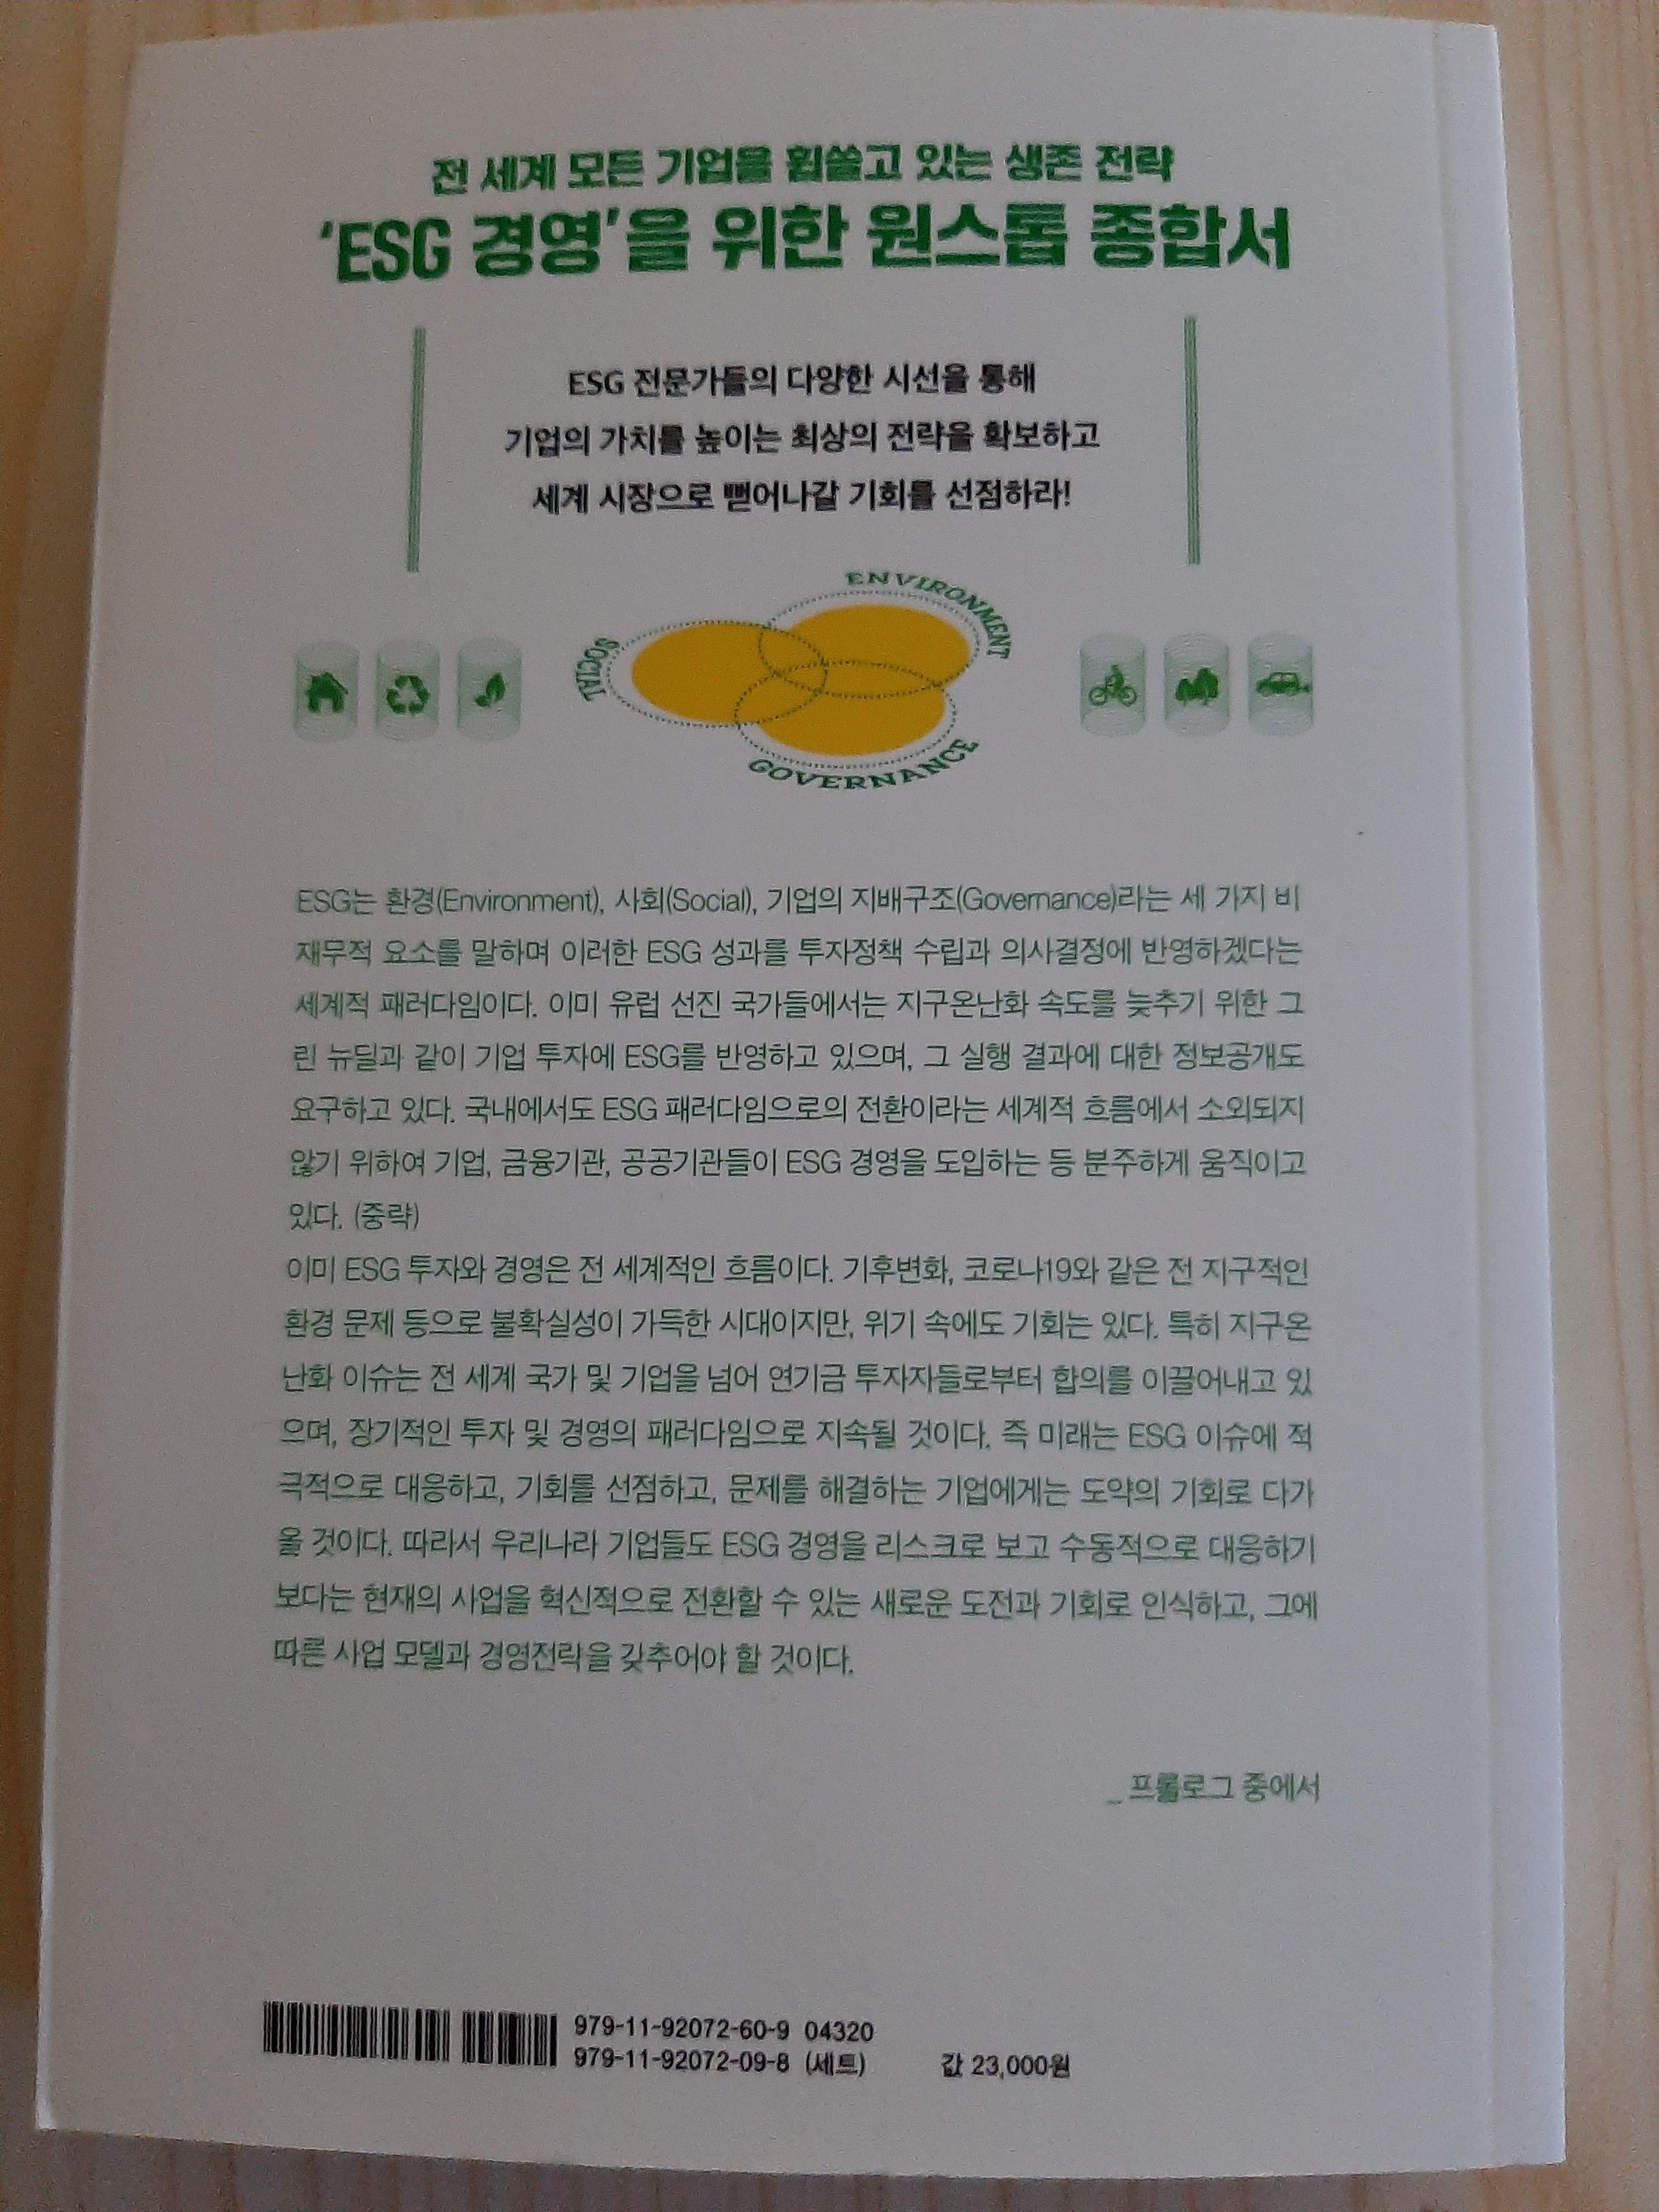 전 세계 모든 기업을 휩쓸고 있는 생존 전략
‘ESG 경영’을 위한 원스톱 종합서
ESG 전문가들의 다양한 시선을 통해
기업의 가치를 높이는 최상의 전략을 확보하고
세계 시장으로 뻗어나갈 기회를 선점하라!
ENVIRONMENT
SOCIAL
GOVERNANCE
ESG는 환경(Environment), 사회(Social), 기업의 지배구조(Governance)라는 세 가지 비
재무적 요소를 말하며 이러한 ESG 성과를 투자정책 수립과 의사결정에 반영하겠다는
세계적 패러다임이다. 이미 유럽 선진 국가들에서는 지구온난화 속도를 늦추기 위한 그
린 뉴딜과 같이 기업 투자에 ESG를 반영하고 있으며, 그 실행 결과에 대한 정보공개도
요구하고 있다. 국내에서도 ESG 패러다임으로의 전환이라는 세계적 흐름에서 소외되지
않기 위하여 기업, 금융기관, 공공기관들이 ESG 경영을 도입하는 등 분주하게 움직이고
있다. (중략)
이미 ESG 투자와 경영은 전 세계적인 흐름이다. 기후변화, 코로나19와 같은 전 지구적인
환경 문제 등으로 불확실성이 가득한 시대이지만, 위기 속에도 기회는 있다. 특히 지구온
난화 이슈는 전 세계 국가 및 기업을 넘어 연기금 투자자들로부터 합의를 이끌어내고 있
으며, 장기적인 투자 및 경영의 패러다임으로 지속될 것이다. 즉 미래는 ESG 이슈에 적
극적으로 대응하고, 기회를 선점하고, 문제를 해결하는 기업에게는 도약의 기회로 다가
올 것이다. 따라서 우리나라 기업들도 ESG 경영을 리스크로 보고 수동적으로 대응하기
보다는 현재의 사업을 혁신적으로 전환할 수 있는 새로운 도전과 기회로 인식하고, 그에
따른 사업 모델과 경영전략을 갖추어야 할 것이다.
_ 프롤로그 중에서
979-11-92072-60-9 04320
979-11-92072-09-8 (세트)
값 23,000원